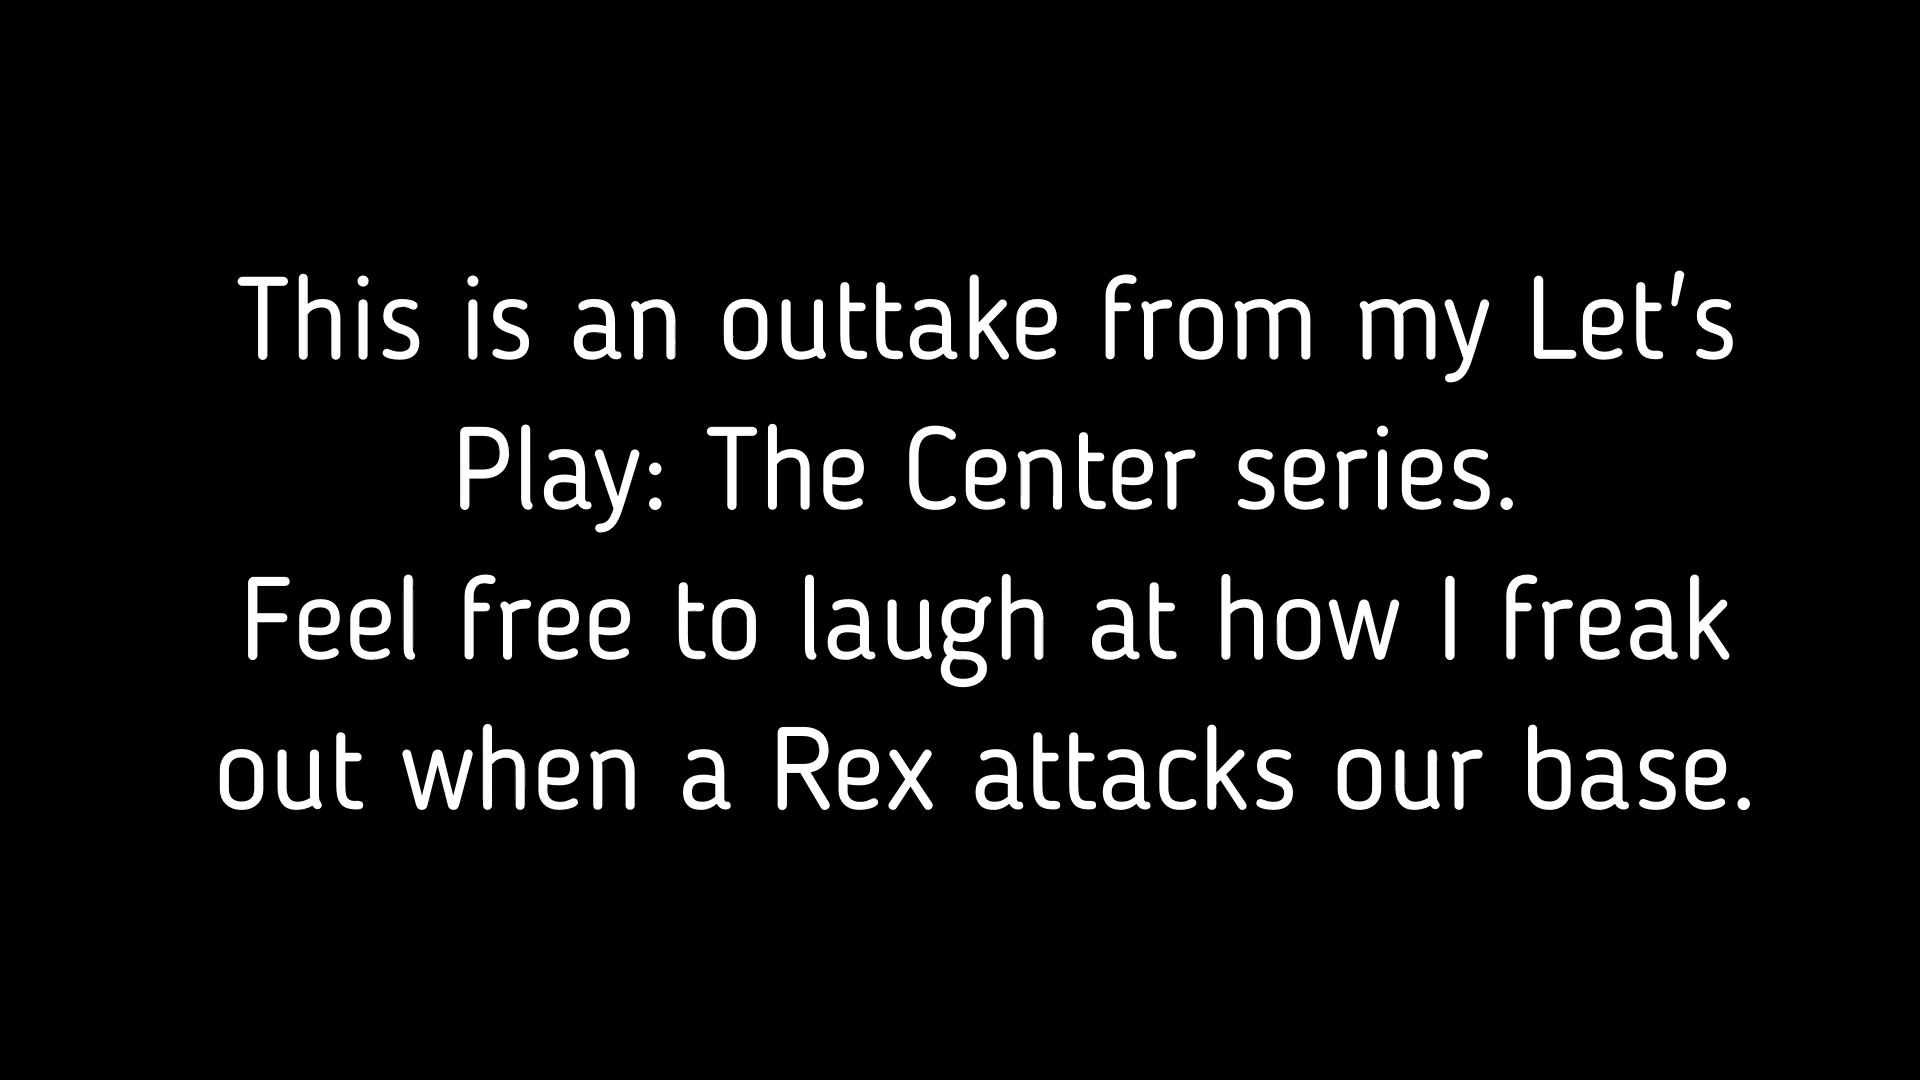 This is an outtake from my Let's
Play: The Center series.
Feel free to laugh at how I freak
out when a Rex attacks our base.